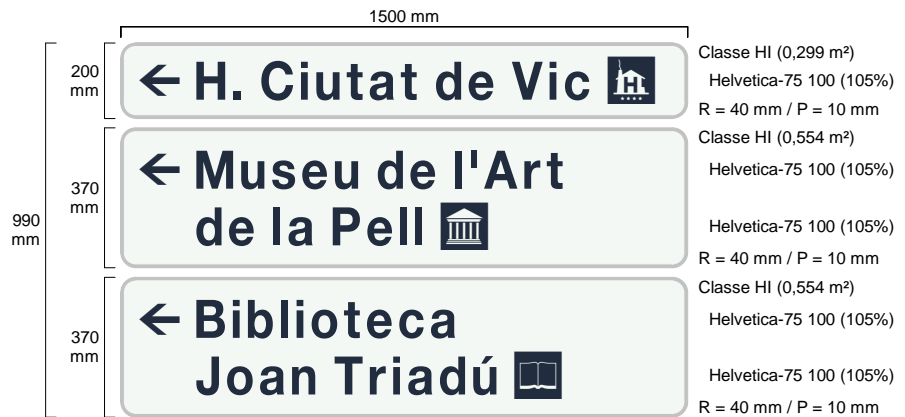 1500 mm
990 mm
200 mm
← H. Ciutat de Vic H
Classe HI (0,299 m²)
Helvetica-75 100 (105%)
R = 40 mm / P = 10 mm
370 mm
← Museu de l'Art
de la Pell
Classe HI (0,554 m²)
Helvetica-75 100 (105%)
Helvetica-75 100 (105%)
R = 40 mm / P = 10 mm
370 mm
← Biblioteca
Joan Triadú
Classe HI (0,554 m²)
Helvetica-75 100 (105%)
Helvetica-75 100 (105%)
R = 40 mm / P = 10 mm